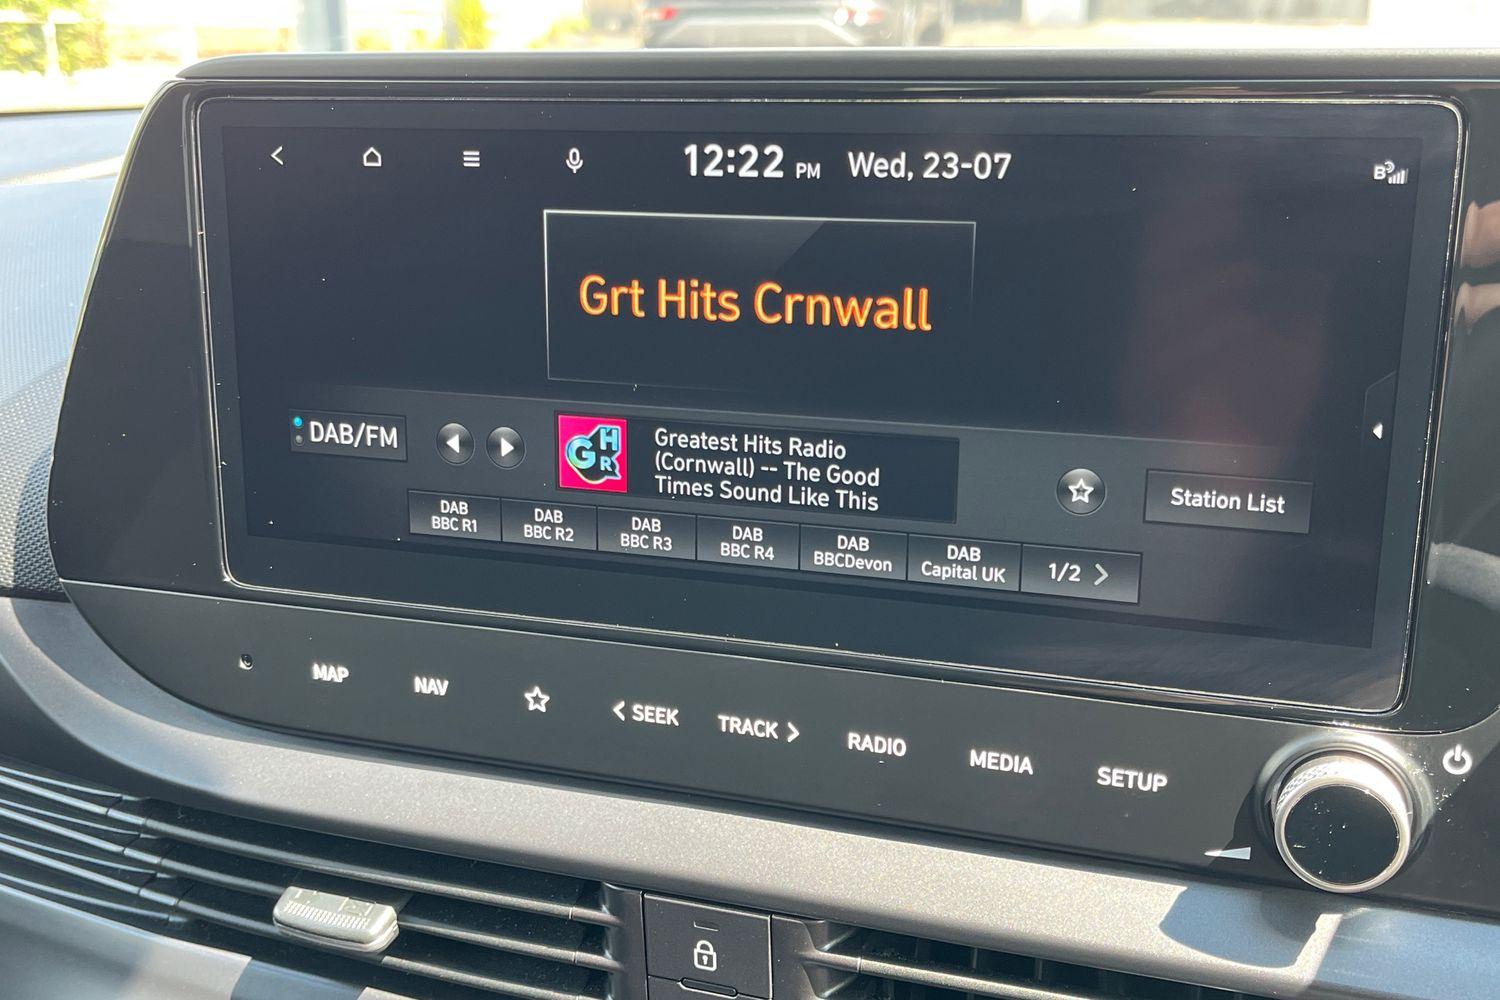 12:22 PM Wed, 23-07
B
Grt Hits Crnwall
DAB/FM
GHR
Greatest Hits Radio
(Cornwall) -- The Good
Times Sound Like This
Station List
DAB
BBC R1
DAB
BBC R2
DAB
BBC R3
DAB
BBC R4
DAB
BBCDevon
DAB
Capital UK
1/2
MAP
NAV
SEEK
TRACK
RADIO
MEDIA
SETUP